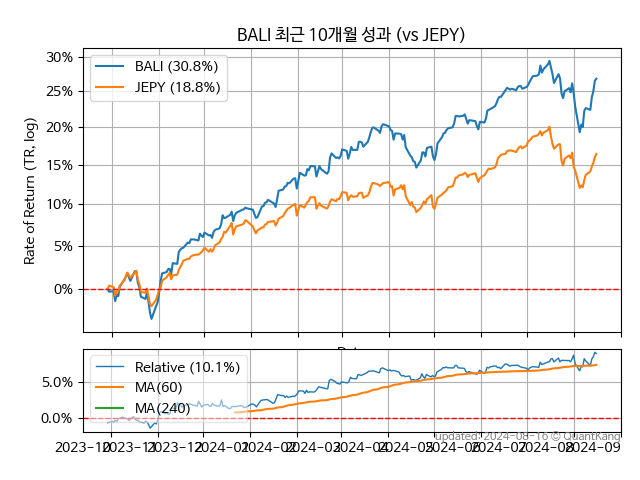 BALI 최근 10개월 성과 (vs JEPY)
30%
25%
20%
15%
10%
5%
0%
Rate of Return (TR, log)
BALI (30.8%)
JEPY (18.8%)
5.0%
0.0%
Relative (10.1%)
MA(60)
MA(240)
2023-10
2023-11
2023-12
2024-01
2024-02
2024-03
2024-04
2024-05
2024-06
2024-07
2024-08
2024-09
updated: 2024-08-16 © QuantKang